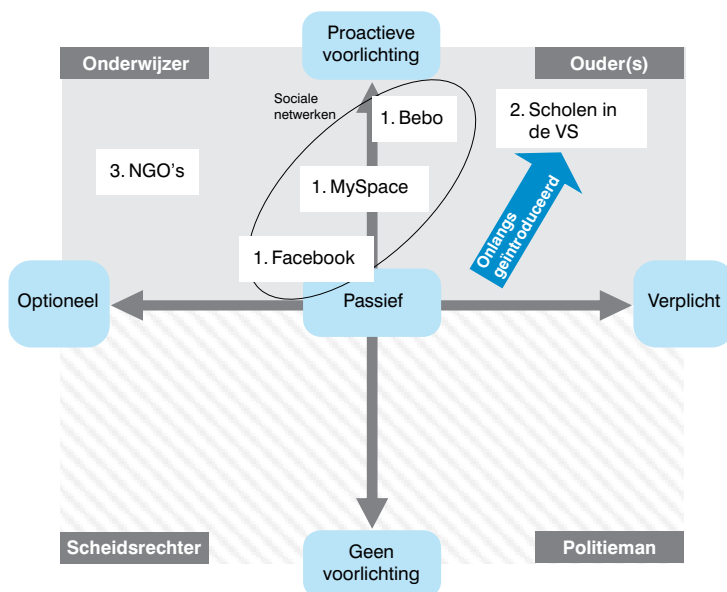 Proactieve
voorlichting
Onderwijzer
Ouder(s)
Sociale
netwerken
1. Bebo
2. Scholen in
de VS
3. NGO's
1. MySpace
Onlangs
geïntroduceerd
1. Facebook
Optioneel
Passief
Verplicht
Scheidsrechter
Geen
voorlichting
Politieman